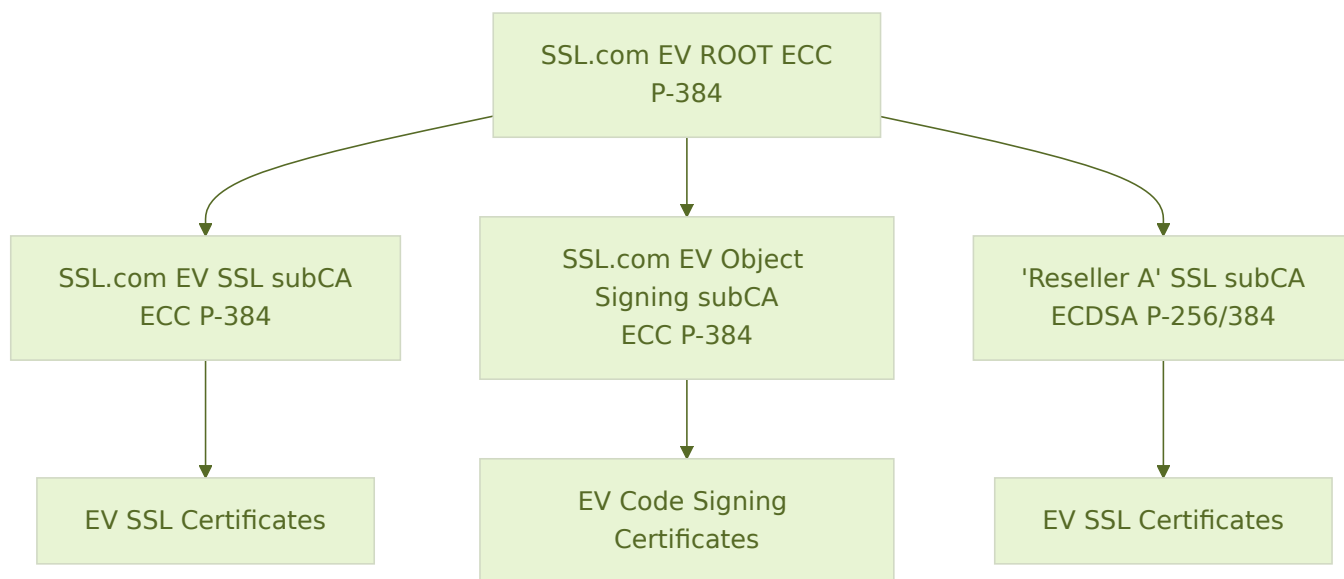 SSL.com EV ROOT ECC
P-384
SSL.com EV SSL subCA
ECC P-384
SSL.com EV Object
Signing subCA
ECC P-384
'Reseller A' SSL subCA
ECDSA P-256/384
EV SSL Certificates
EV Code Signing
Certificates
EV SSL Certificates